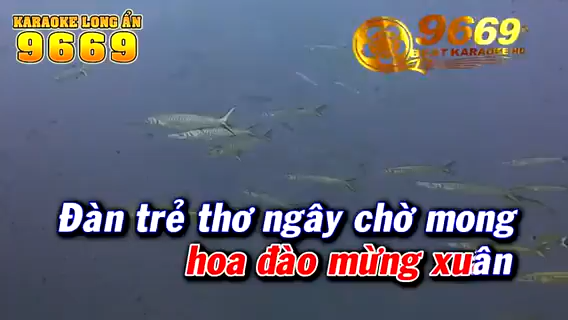 KARAOKE LONG ẨN
9669
9669
BEAT KARAOKE HD
Đàn trẻ thơ ngây chờ mong
hoa đào mừng xuân